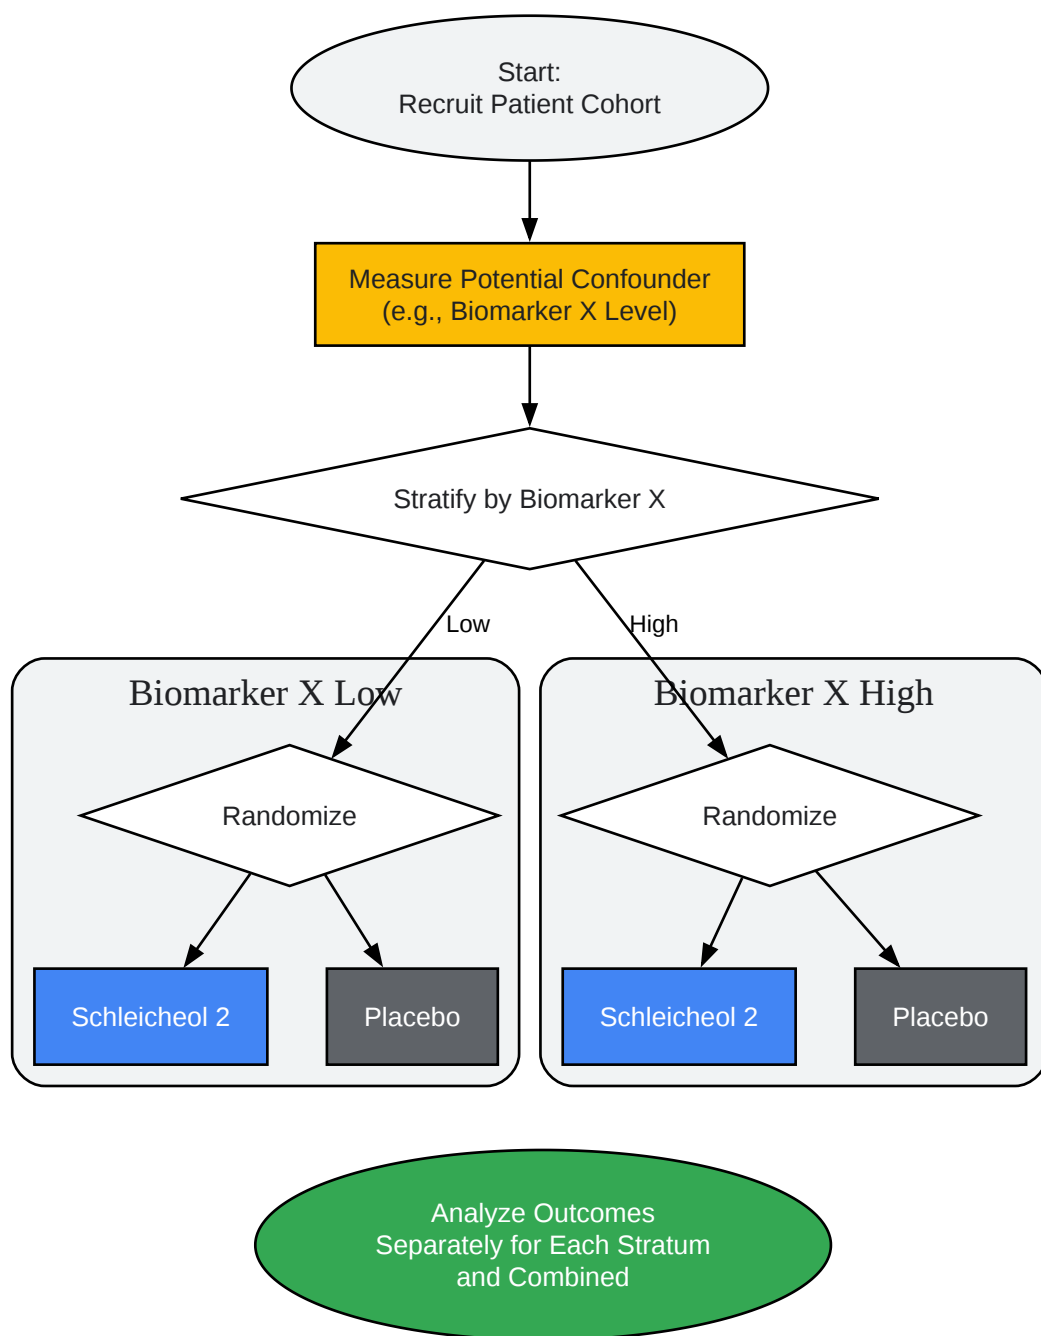 Start:
Recruit Patient Cohort
Measure Potential Confounder
(e.g., Biomarker X Level)
Stratify by Biomarker X
Low
High
Biomarker X Low
Biomarker X High
Randomize
Randomize
Schleicheol 2
Placebo
Schleicheol 2
Placebo
Analyze Outcomes
Separately for Each Stratum
and Combined